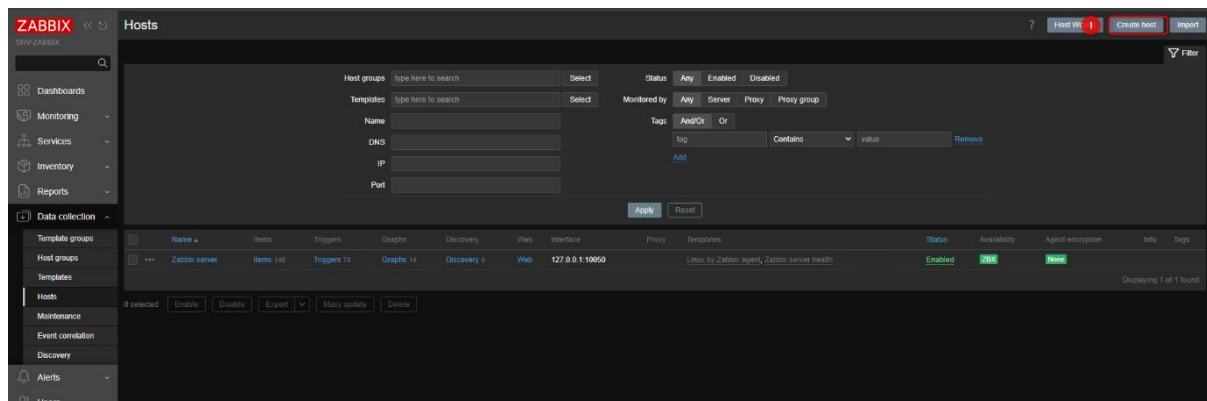 ZABBIX
Hosts
? Host Wi 1 Create host Import
SRV-ZABBIX
Filter
Host groups type here to search Select Status Any Enabled Disabled
Dashboards
Templates type here to search Select Monitored by Any Server Proxy Proxy group
Monitoring
Name Tags And/Or Or
Services
DNS tag Contains value Remove
Inventory
IP Add
Reports
Port
Data collection
Apply Reset
Template groups
Name Items Triggers Graphs Discovery Web Interface Proxy Templates Status Availability Agent encryption Info Tags
Host groups
Zabbix server Items 146 Triggers Graphs 14 Discovery Web 127.0.0.1:10050 Linux by Zabbix agent, Zabbix server health Enabled ZBX None
Templates
Displaying 1 of 1 found
Hosts
0 selected Enable Disable Export Mass update Delete
Maintenance
Event correlation
Discovery
Alerts